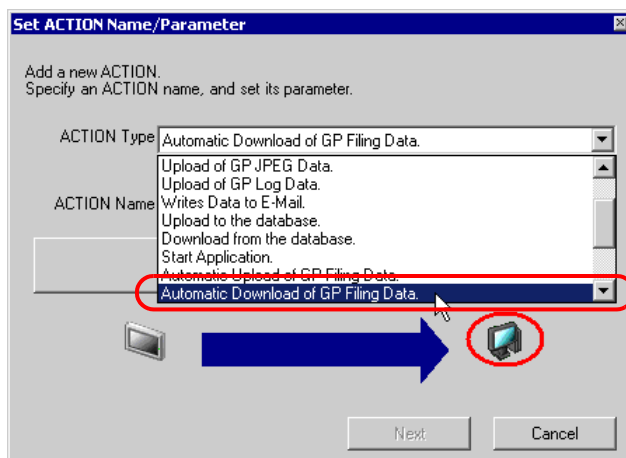 Set ACTION Name/Parameter
Add a new ACTION.
Specify an ACTION name, and set its parameter.
ACTION Type
Automatic Download of GP Filing Data.
Upload of GP JPEG Data.
Upload of GP Log Data.
Writes Data to E-Mail.
ACTION Name
Upload to the database.
Download from the database.
Start Application.
Automatic Upload of GP Filing Data.
Automatic Download of GP Filing Data.
Next
Cancel